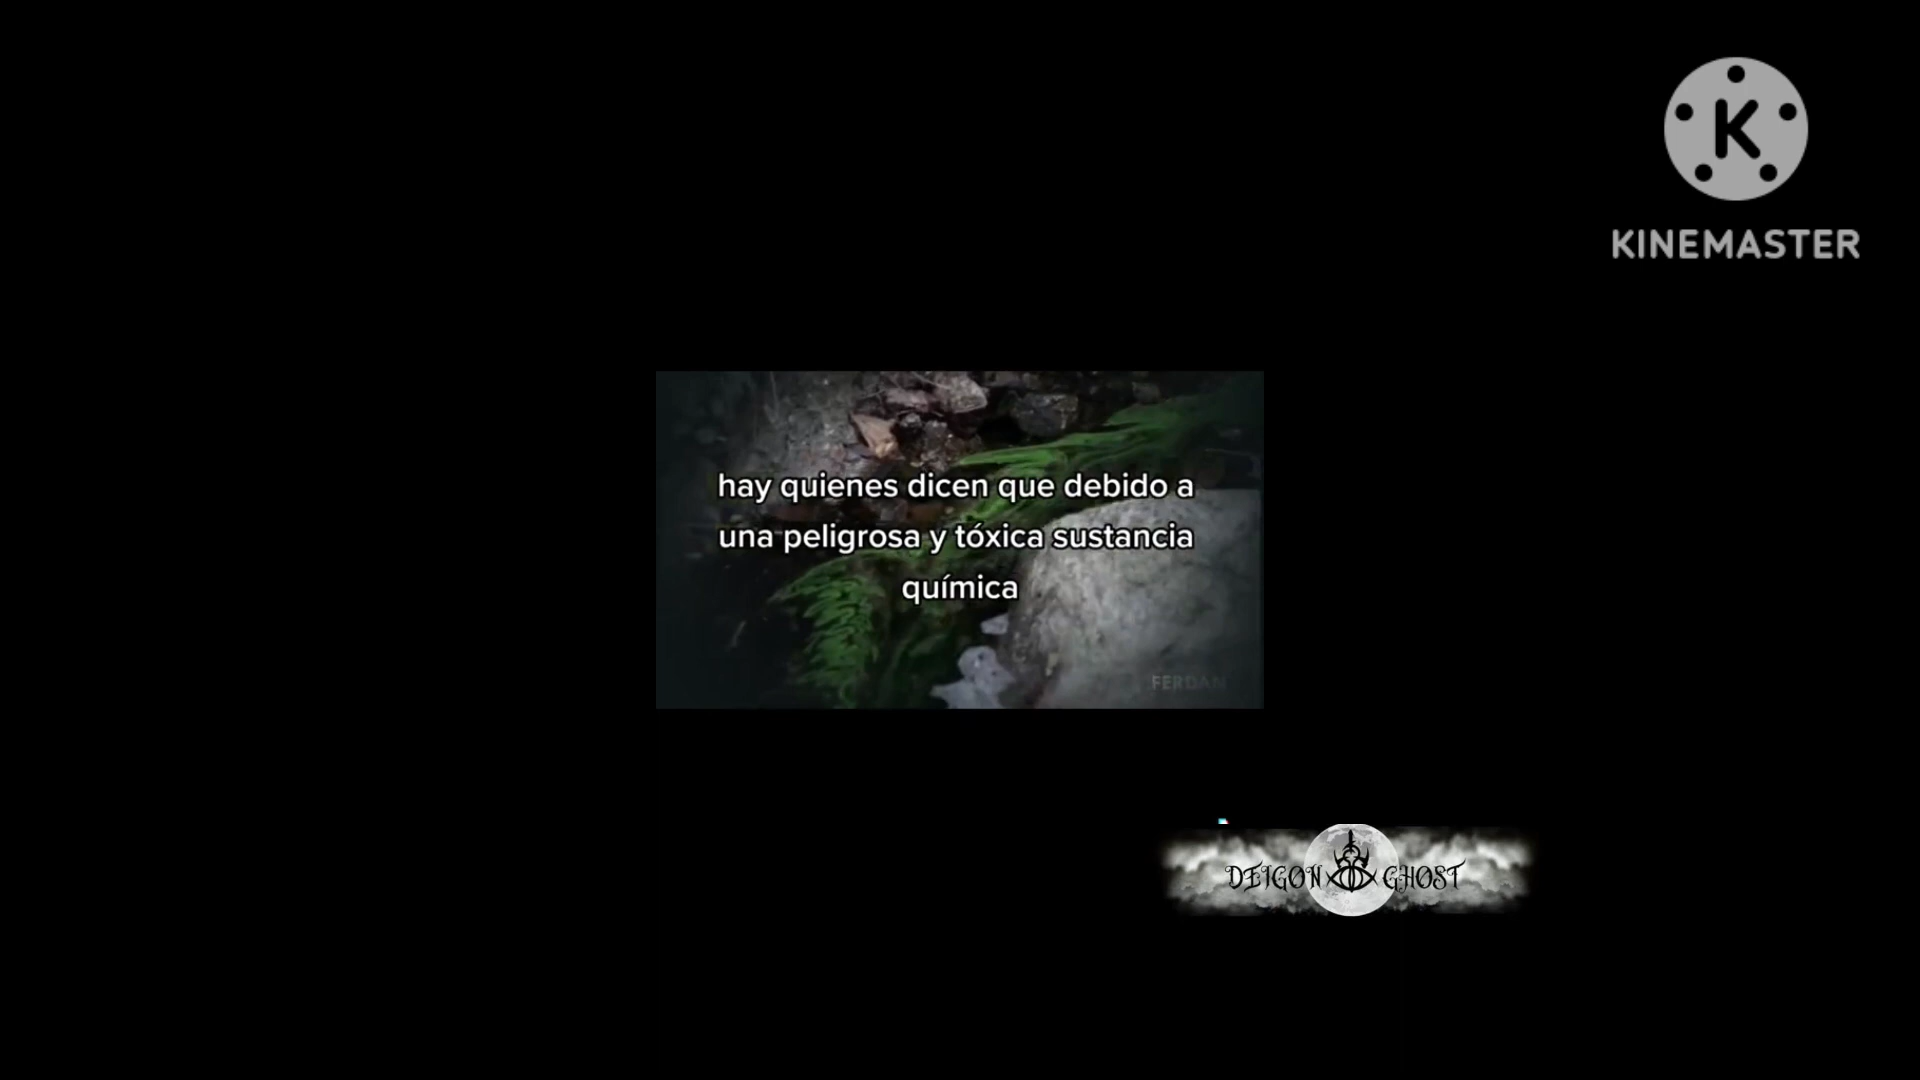 KINEMASTER
hay quienes dicen que debido a
una peligrosa y tóxica sustancia
química
FERDAN
DEIGON GHOST